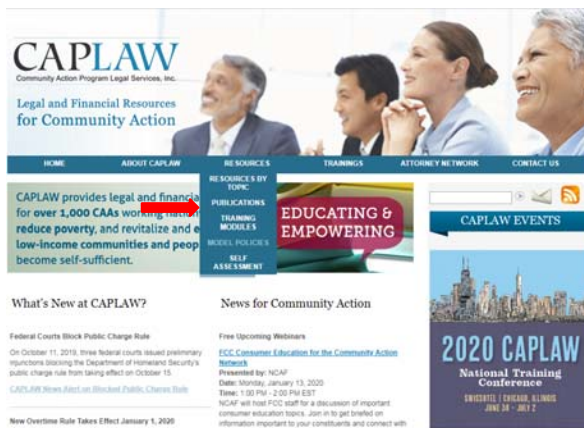 CAPLAW
Community Action Program Legal Services, Inc.
Legal and Financial Resources
for Community Action
HOME ABOUT CAPLAW RESOURCES TRAININGS ATTORNEY NETWORK CONTACT US
RESOURCES BY
TOPIC
PUBLICATIONS
TRAINING
MODULES
MODEL POLICIES
SELF
ASSESSMENT
CAPLAW provides legal and financia
for over 1,000 CAAs working
reduce poverty, and revitalize and e
low-income communities and peop
become self-sufficient.
EDUCATING &
EMPOWERING
CAPLAW EVENTS
2020 CAPLAW
National Training
Conference
SWISSOTEL | CHICAGO, ILLINOIS
JUNE 30 - JULY 2
What's New at CAPLAW?
Federal Courts Block Public Charge Rule
On October 11, 2019, three federal courts issued preliminary
injunctions blocking the Department of Homeland Security's
public charge rule from taking effect on October 15.
CAPLAW News Alert on Blocked Public Charge Rule
New Overtime Rule Takes Effect January 1, 2020
News for Community Action
Free Upcoming Webinars
FCC Consumer Education for the Community Action
Network
Presented by: NCAF
Date: Monday, January 13, 2020
Time: 1:00 PM - 2:00 PM EST
NCAF will host FCC staff for a discussion of important
consumer education topics. Join in to get briefed on
information important to your constituents and connect with